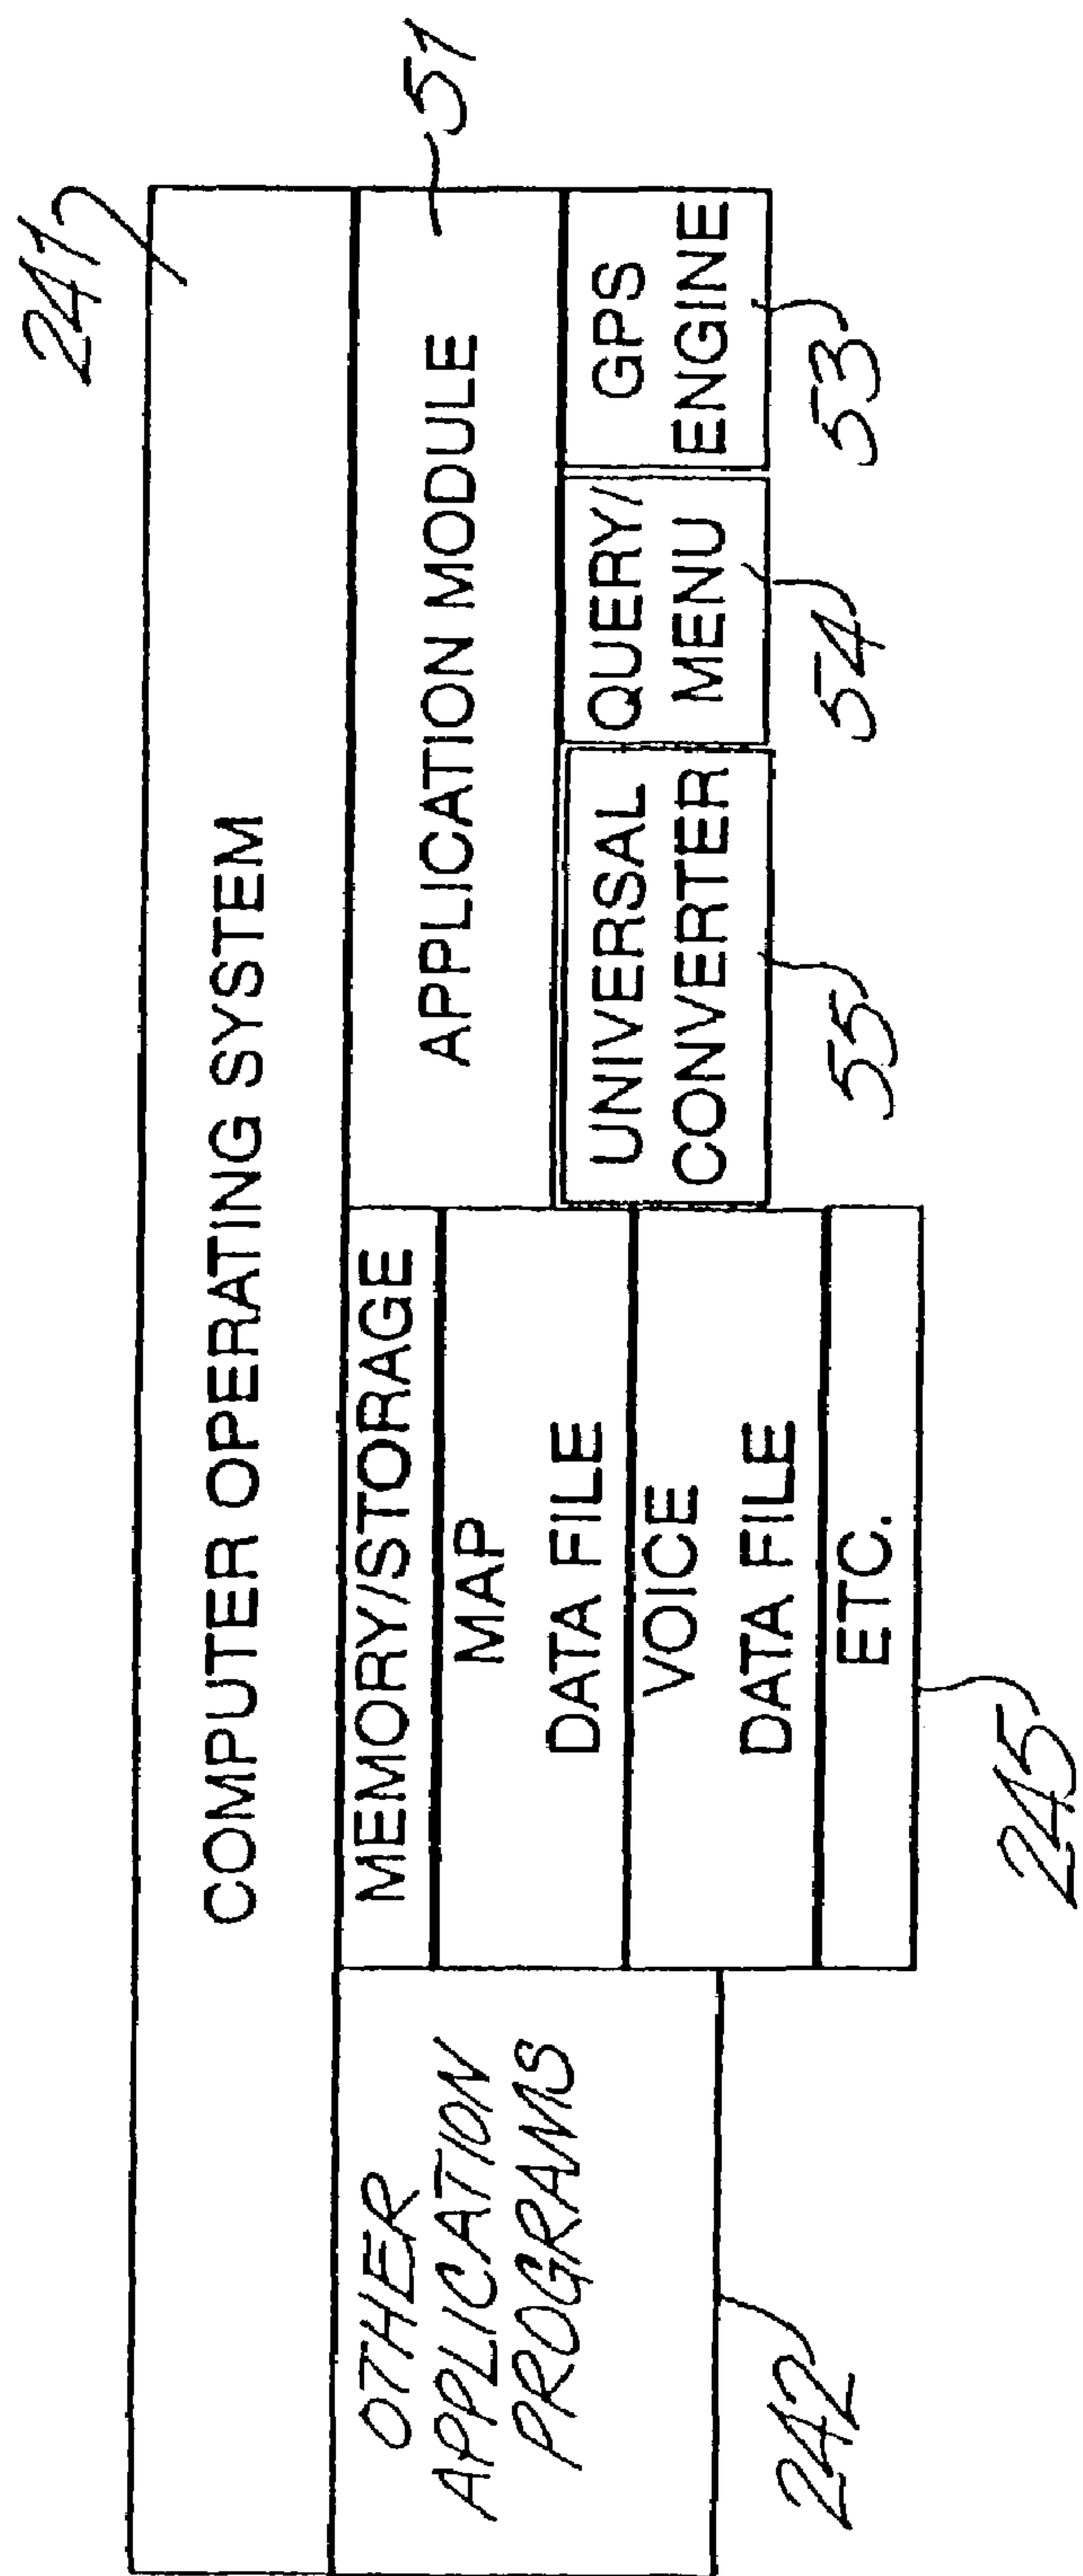 241
COMPUTER OPERATING SYSTEM
51
OTHER
APPLICATION
PROGRAMS
242
MEMORY/STORAGE
MAP
DATA FILE
VOICE
DATA FILE
ETC.
245
APPLICATION MODULE
UNIVERSAL
CONVERTER
55
QUERY/
MENU
54
GPS
ENGINE
53